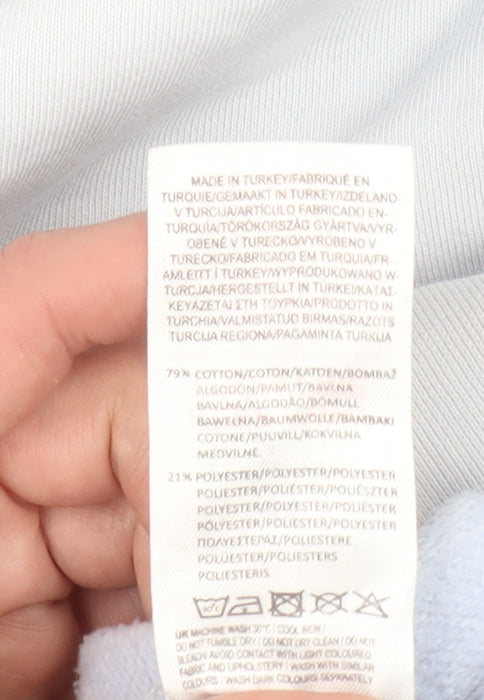 MADE IN TURKEY/FABRIQUÉ EN
TURQUIE/GEMAAKT IN TURKEY/IZDELANO-
V TURCIJA/ARTÍCULO FABRICADO EN-
TURQUÍA/TÖRÖKORSZÁG GYÁRTVA/VYR-
OBENÉ V TURECKO/VYROBENO V
TURECKO/FABRICADO EM TURQUIA/FR-
AMLEITT Í TURKEY/WYPRODUKOWANO W-
TURCJA/HERGESTELLT IN TÜRKEI/KATAΣ-
KEYAZETAI ΣTH TOYPKIA/PRODOTTO IN
TURCHIA/VALMISTATUD BIRMAS/RAZOTS
TURCIJA REGIONA/PAGAMINTA TURKIJA
79% COTTON/COTON/KATOEN/BOMBAŽ
ALGODÓN/PAMUT/BAVLNA
BAVLNA/ALGODÃO/BÓMULL
BAWEŁNA/BAUMWOLLE/BAMBAKI
COTONE/PUUVILL/KOKVILNA
MEDVILNĖ
21% POLYESTER/POLYESTER/POLYESTER
POLIESTER/POLIÉSTER/POLIÉSZTER
POLYESTER/POLYESTER/POLIESTER
PÓLÝESTER/POLYESTER/POLYESTER
ΠΟΛΥΕΣΤΕΡΑΣ/POLIESTERE
POLÜESTER/POLIESTERS
POLIESTERIS
30°C
UK MACHINE WASH 30°C | COOL IRON |
DO NOT TUMBLE DRY | DO NOT DRY CLEAN | DO NOT
BLEACH AVOID CONTACT WITH LIGHT COLOURED
FABRIC AND UPHOLSTERY | WASH WITH SIMILAR
COLOURS | WASH DARK COLOURS SEPARATELY